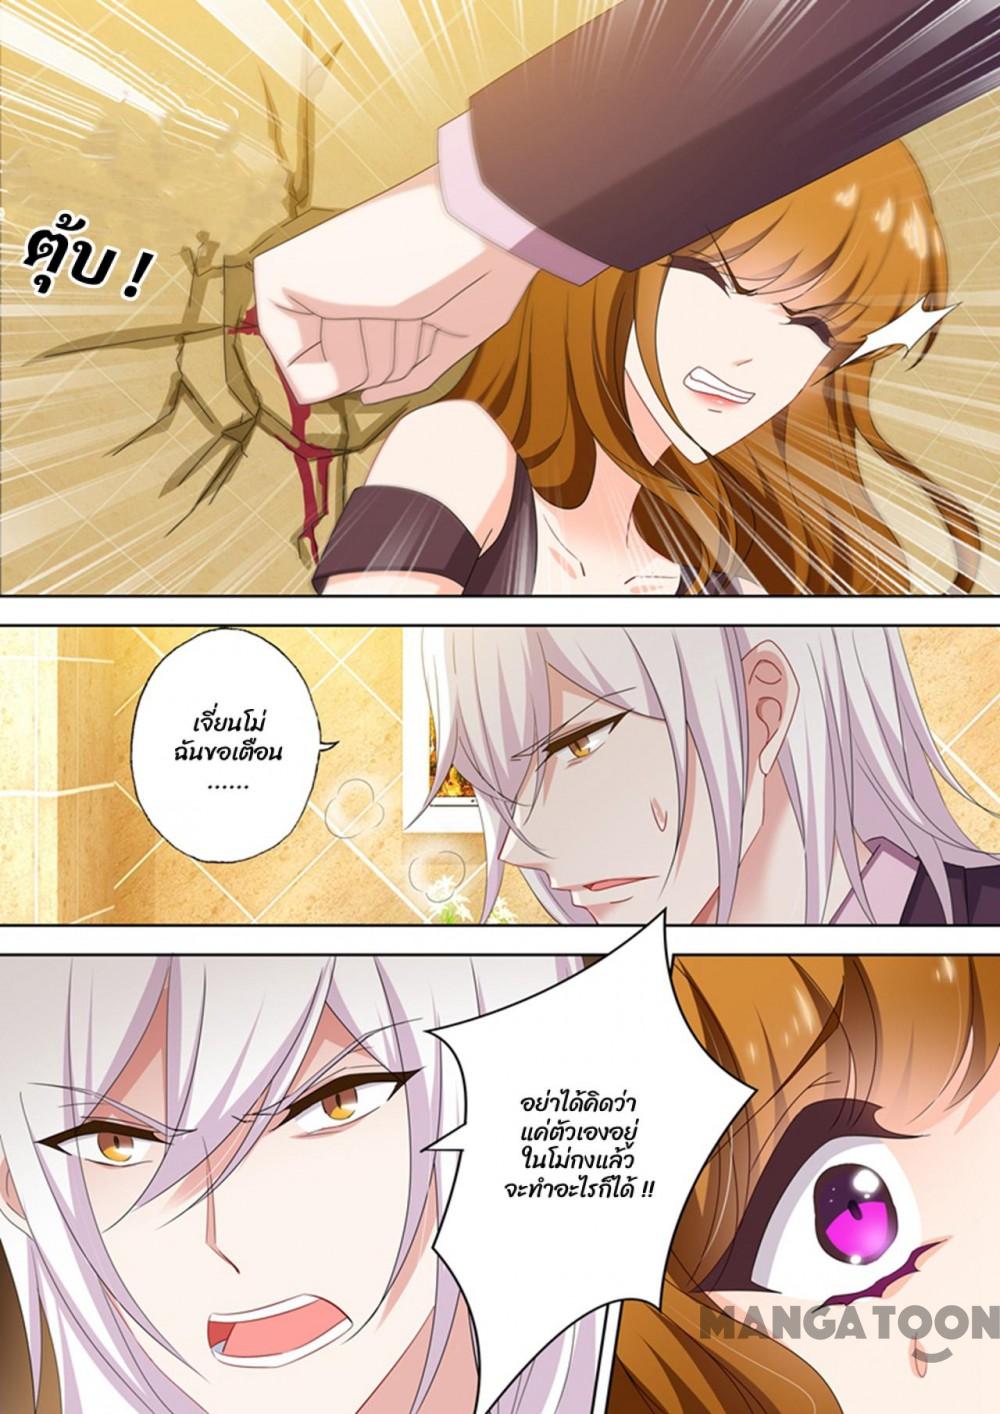 ตุ้บ !
เจี่ยนโม่
ฉันขอเตือน
......
อย่าได้คิดว่า
แค่ตัวเองอยู่
ในโม่กงแล้ว
จะทำอะไรก็ได้ !!
MANGATOON